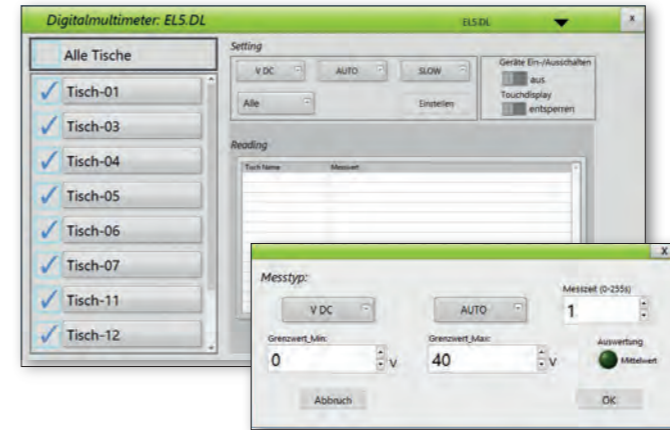 Digitalmultimeter: EL5.DL EL5.DL x
Alle Tische
Tisch-01
Tisch-03
Tisch-04
Tisch-05
Tisch-06
Tisch-07
Tisch-11
Tisch-12
Setting
V DC AUTO SLOW
Alle Einstellen
Geräte Ein-/Ausschalten
aus
Touchdisplay
entsperren
Reading
Tisch Name Messwert
X
Messtyp:
V DC AUTO
Messzeit (0-255s)
1
Grenzwert_Min:
0 V
Grenzwert_Max:
40 V
Auswertung
Mittelwert
Abbruch OK